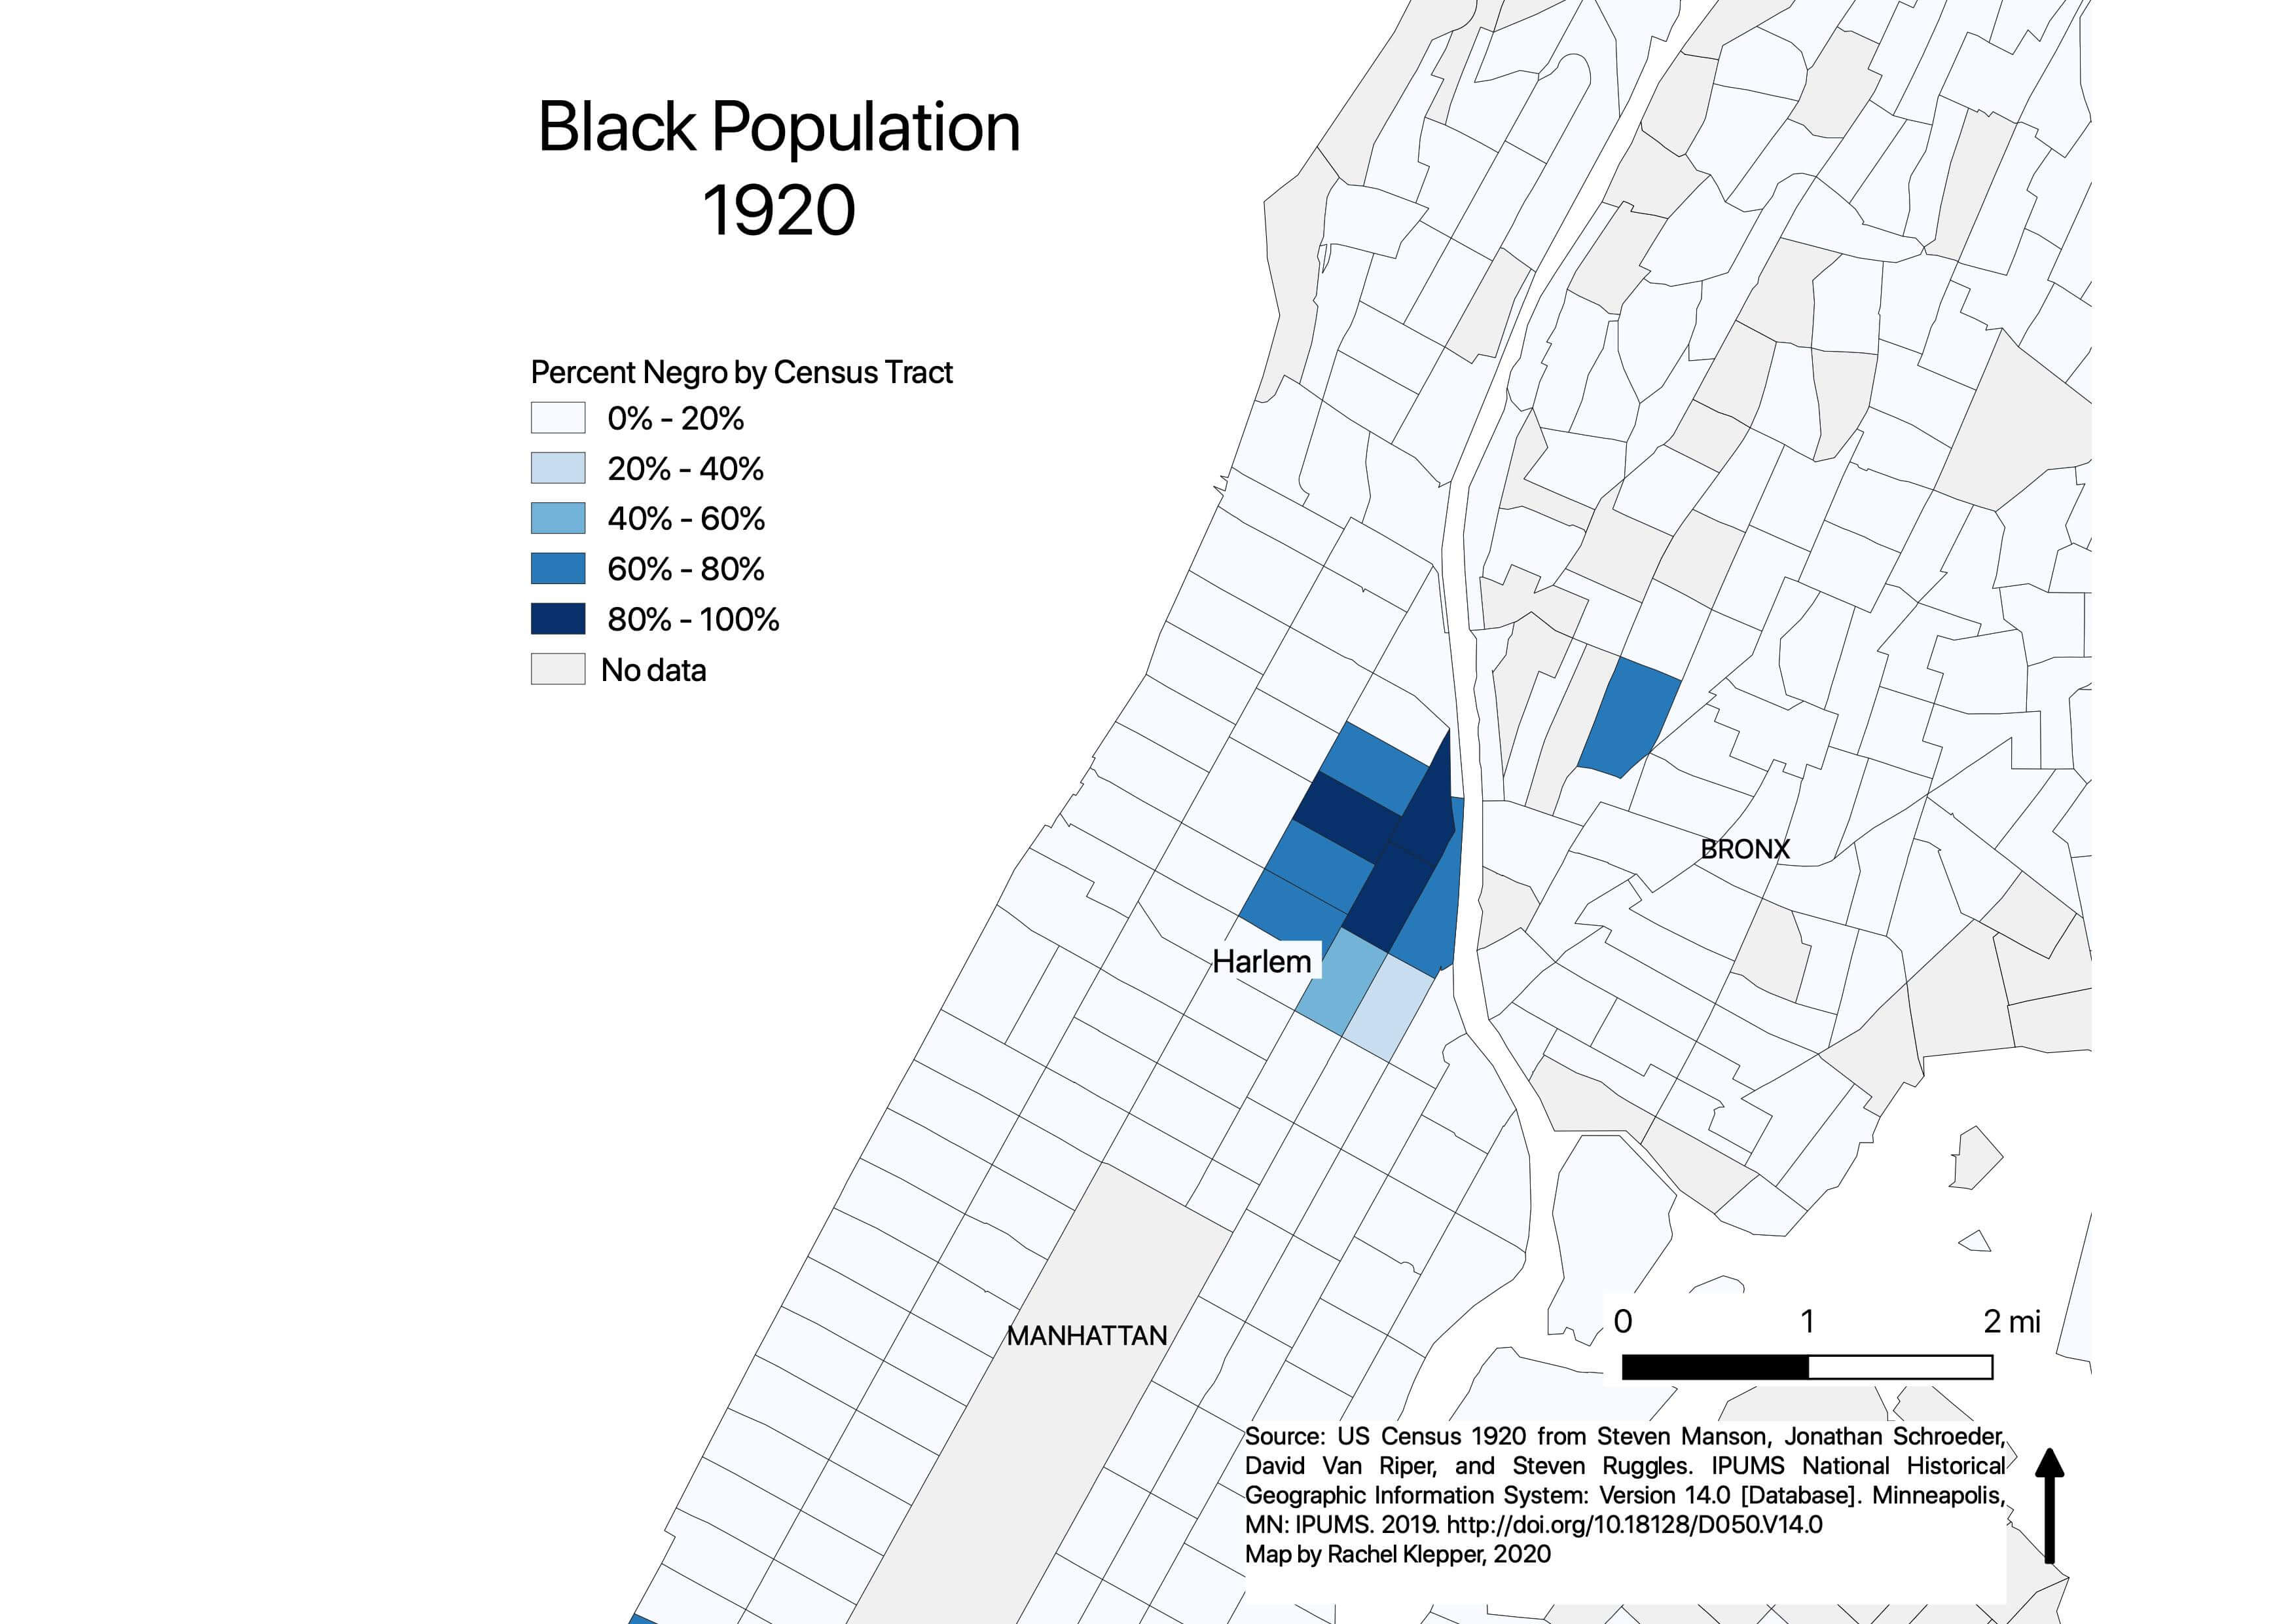 Black Population
1920
Percent Negro by Census Tract
0% - 20%
20% - 40%
40% - 60%
60% - 80%
80% - 100%
No data
BRONX
Harlem
MANHATTAN
0 1 2 mi
Source: US Census 1920 from Steven Manson, Jonathan Schroeder,
David Van Riper, and Steven Ruggles. IPUMS National Historical
Geographic Information System: Version 14.0 [Database]. Minneapolis,
MN: IPUMS. 2019. http://doi.org/10.18128/D050.V14.0
Map by Rachel Klepper, 2020